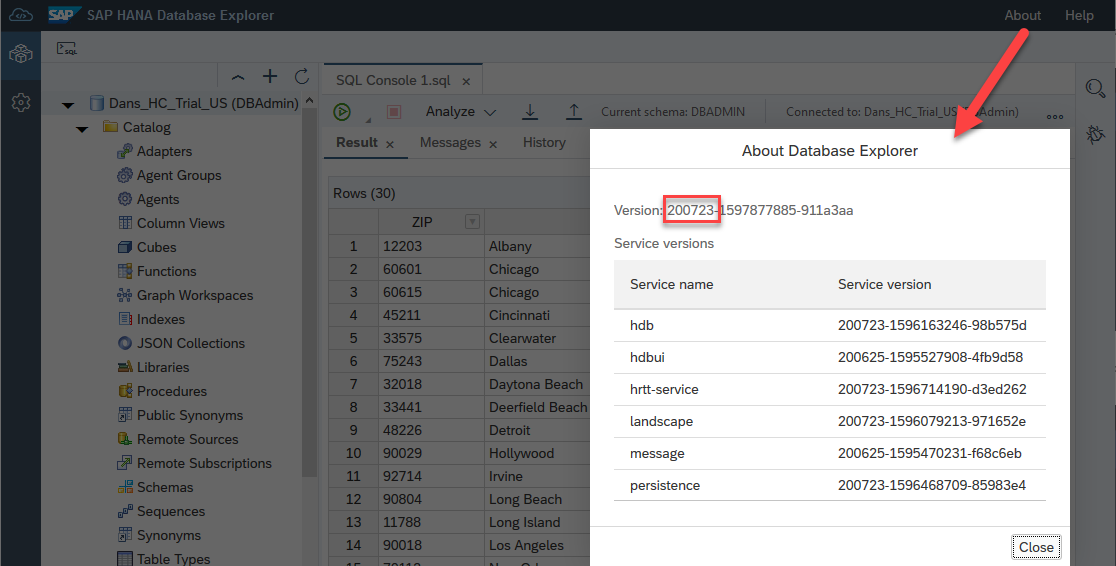 SAP SAP HANA Database Explorer About Help
SQL
SQL Console 1.sql ×
Dans_HC_Trial_US (DBAdmin)
Analyze Current schema: DBADMIN Connected to: Dans_HC_Trial_US (DBAdmin)
Catalog
Result × Messages × History
Adapters
Agent Groups
Agents
Column Views
Cubes
Functions
Graph Workspaces
Indexes
JSON Collections
Libraries
Procedures
Public Synonyms
Remote Sources
Remote Subscriptions
Schemas
Sequences
Synonyms
Table Types
Rows (30)
ZIP
1 12203 Albany
2 60601 Chicago
3 60615 Chicago
4 45211 Cincinnati
5 33575 Clearwater
6 75243 Dallas
7 32018 Daytona Beach
8 33441 Deerfield Beach
9 48226 Detroit
10 90029 Hollywood
11 92714 Irvine
12 90804 Long Beach
13 11788 Long Island
14 90018 Los Angeles
About Database Explorer
Version: 200723-1597877885-911a3aa
Service versions
Service name Service version
hdb 200723-1596163246-98b575d
hdbui 200625-1595527908-4fb9d58
hrtt-service 200723-1596714190-d3ed262
landscape 200723-1596079213-971652e
message 200625-1595470231-f68c6eb
persistence 200723-1596468709-85983e4
Close